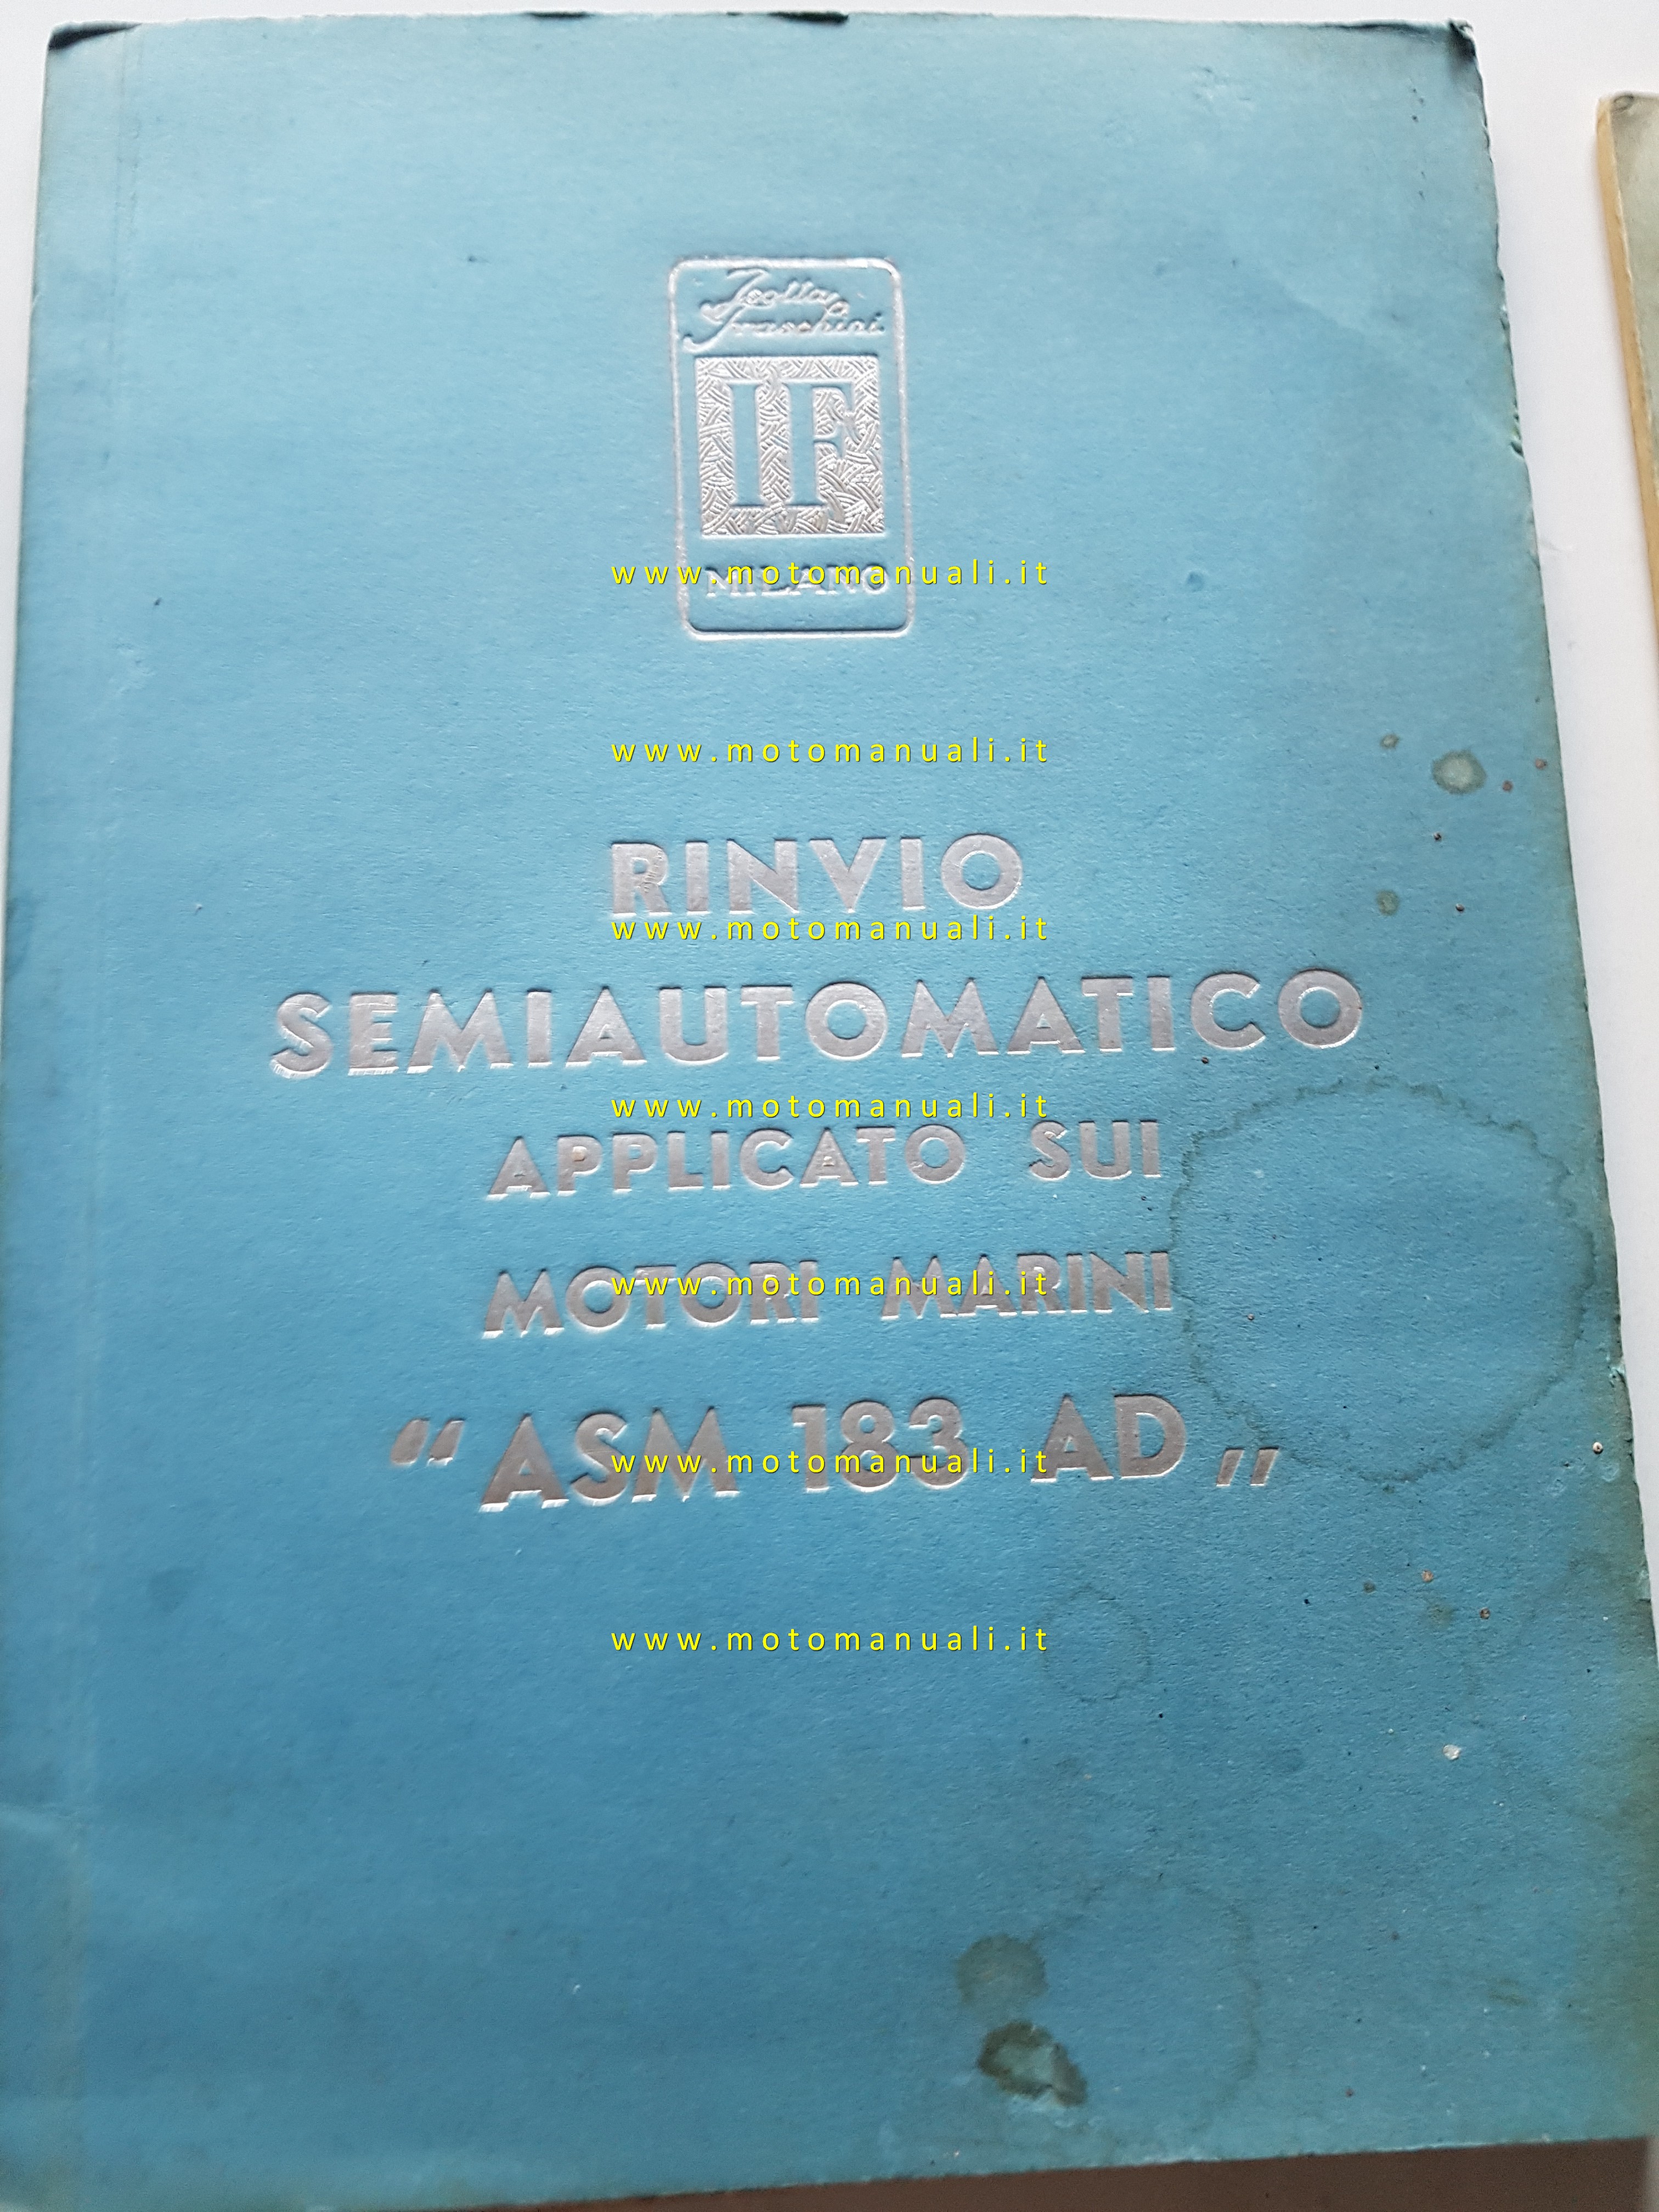 Isotta
Fraschini
IF
MILANO
www.motomanuali.it
www.motomanuali.it
RINVIO
www.motomanuali.it
SEMIAUTOMATICO
www.motomanuali.it
APPLICATO SUI
MOTORI MARINI
www.motomanuali.it
“ ASM 183 AD „
www.motomanuali.it
www.motomanuali.it